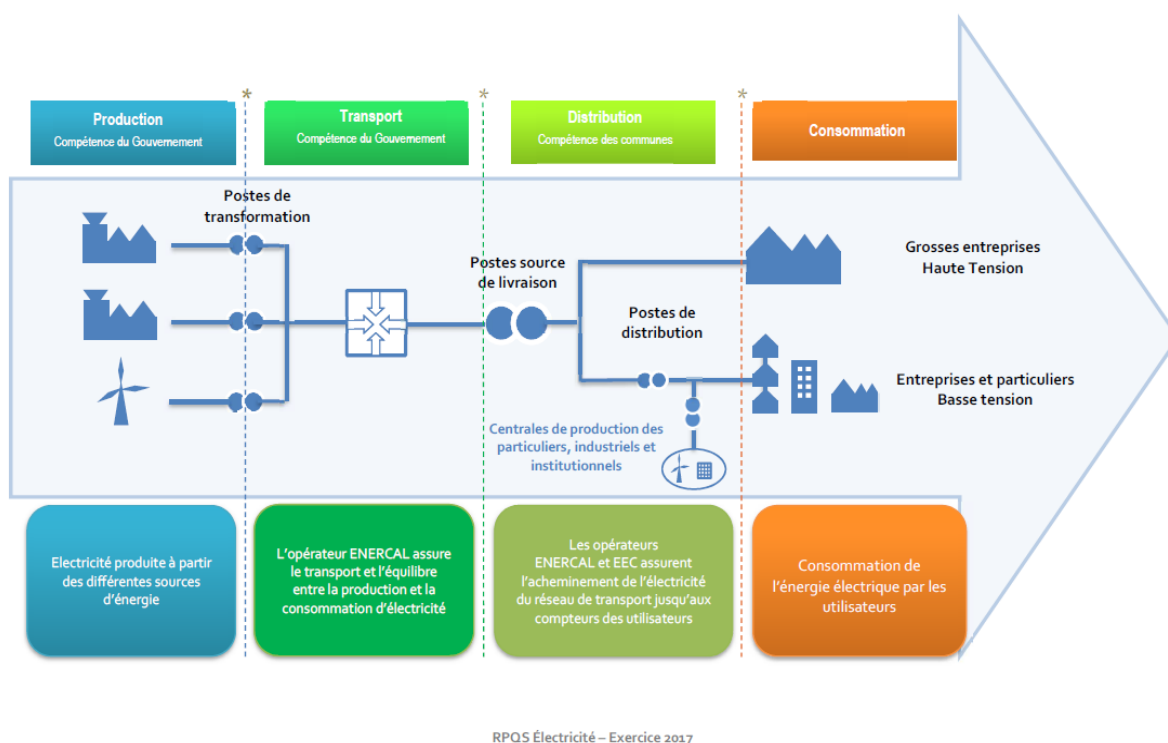 *
*
*
Production
Compétence du Gouvernement
Transport
Compétence du Gouvernement
Distribution
Compétence des communes
Consommation
Postes de
transformation
Postes source
de livraison
Postes de
distribution
Grosses entreprises
Haute Tension
Entreprises et particuliers
Basse tension
Centrales de production des
particuliers, industriels et
institutionnels
Electricité produite à partir
des différentes sources
d'énergie
L'opérateur ENERCAL assure
le transport et l'équilibre
entre la production et la
consommation d'électricité
Les opérateurs
ENERCAL et EEC assurent
l'acheminement de l'électricité
du réseau de transport jusqu'aux
compteurs des utilisateurs
Consommation de
l'énergie électrique par les
utilisateurs
RPQS Électricité – Exercice 2017